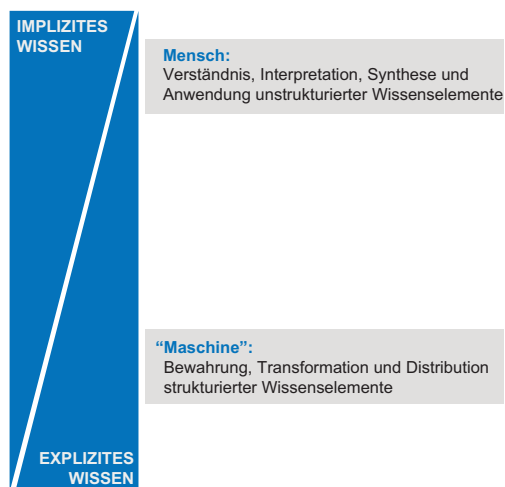 IMPLIZITES
WISSEN
Mensch:
Verständnis, Interpretation, Synthese und
Anwendung unstrukturierter Wissenselemente
“Maschine”:
Bewahrung, Transformation und Distribution
strukturierter Wissenselemente
EXPLIZITES
WISSEN